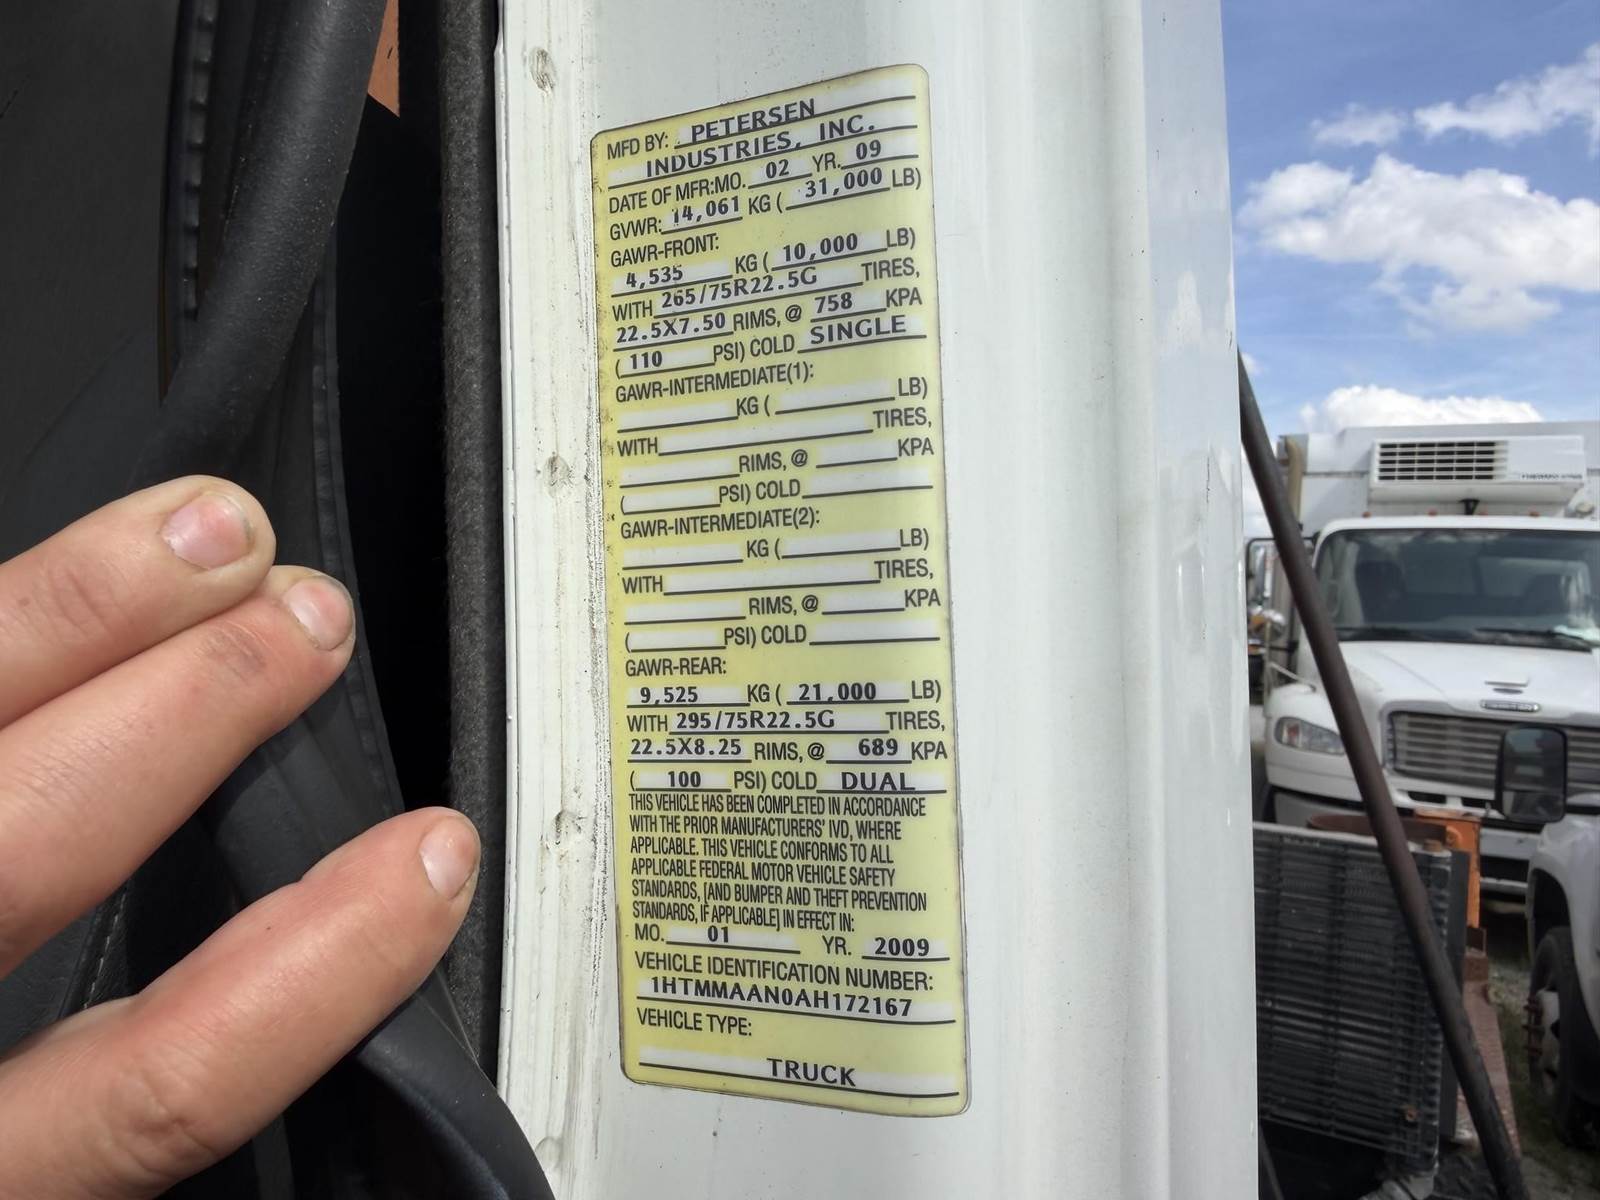 MFD BY: PETERSEN
INDUSTRIES, INC.
DATE OF MFR:MO. 02 YR. 09
GVWR: 14,061 KG ( 31,000 LB)
GAWR-FRONT:
4,535 KG ( 10,000 LB)
WITH 265/75R22.5G TIRES,
22.5X7.50 RIMS, @ 758 KPA
( 110 PSI) COLD SINGLE
GAWR-INTERMEDIATE(1):
KG ( LB)
WITH TIRES,
RIMS, @ KPA
( PSI) COLD
GAWR-INTERMEDIATE(2):
KG ( LB)
WITH TIRES,
RIMS, @ KPA
( PSI) COLD
GAWR-REAR:
9,525 KG ( 21,000 LB)
WITH 295/75R22.5G TIRES,
22.5X8.25 RIMS, @ 689 KPA
( 100 PSI) COLD DUAL
THIS VEHICLE HAS BEEN COMPLETED IN ACCORDANCE
WITH THE PRIOR MANUFACTURERS' IVD, WHERE
APPLICABLE. THIS VEHICLE CONFORMS TO ALL
APPLICABLE FEDERAL MOTOR VEHICLE SAFETY
STANDARDS, [AND BUMPER AND THEFT PREVENTION
STANDARDS, IF APPLICABLE] IN EFFECT IN:
MO. 01 YR. 2009
VEHICLE IDENTIFICATION NUMBER:
1HTMMAAN0AH172167
VEHICLE TYPE:
TRUCK